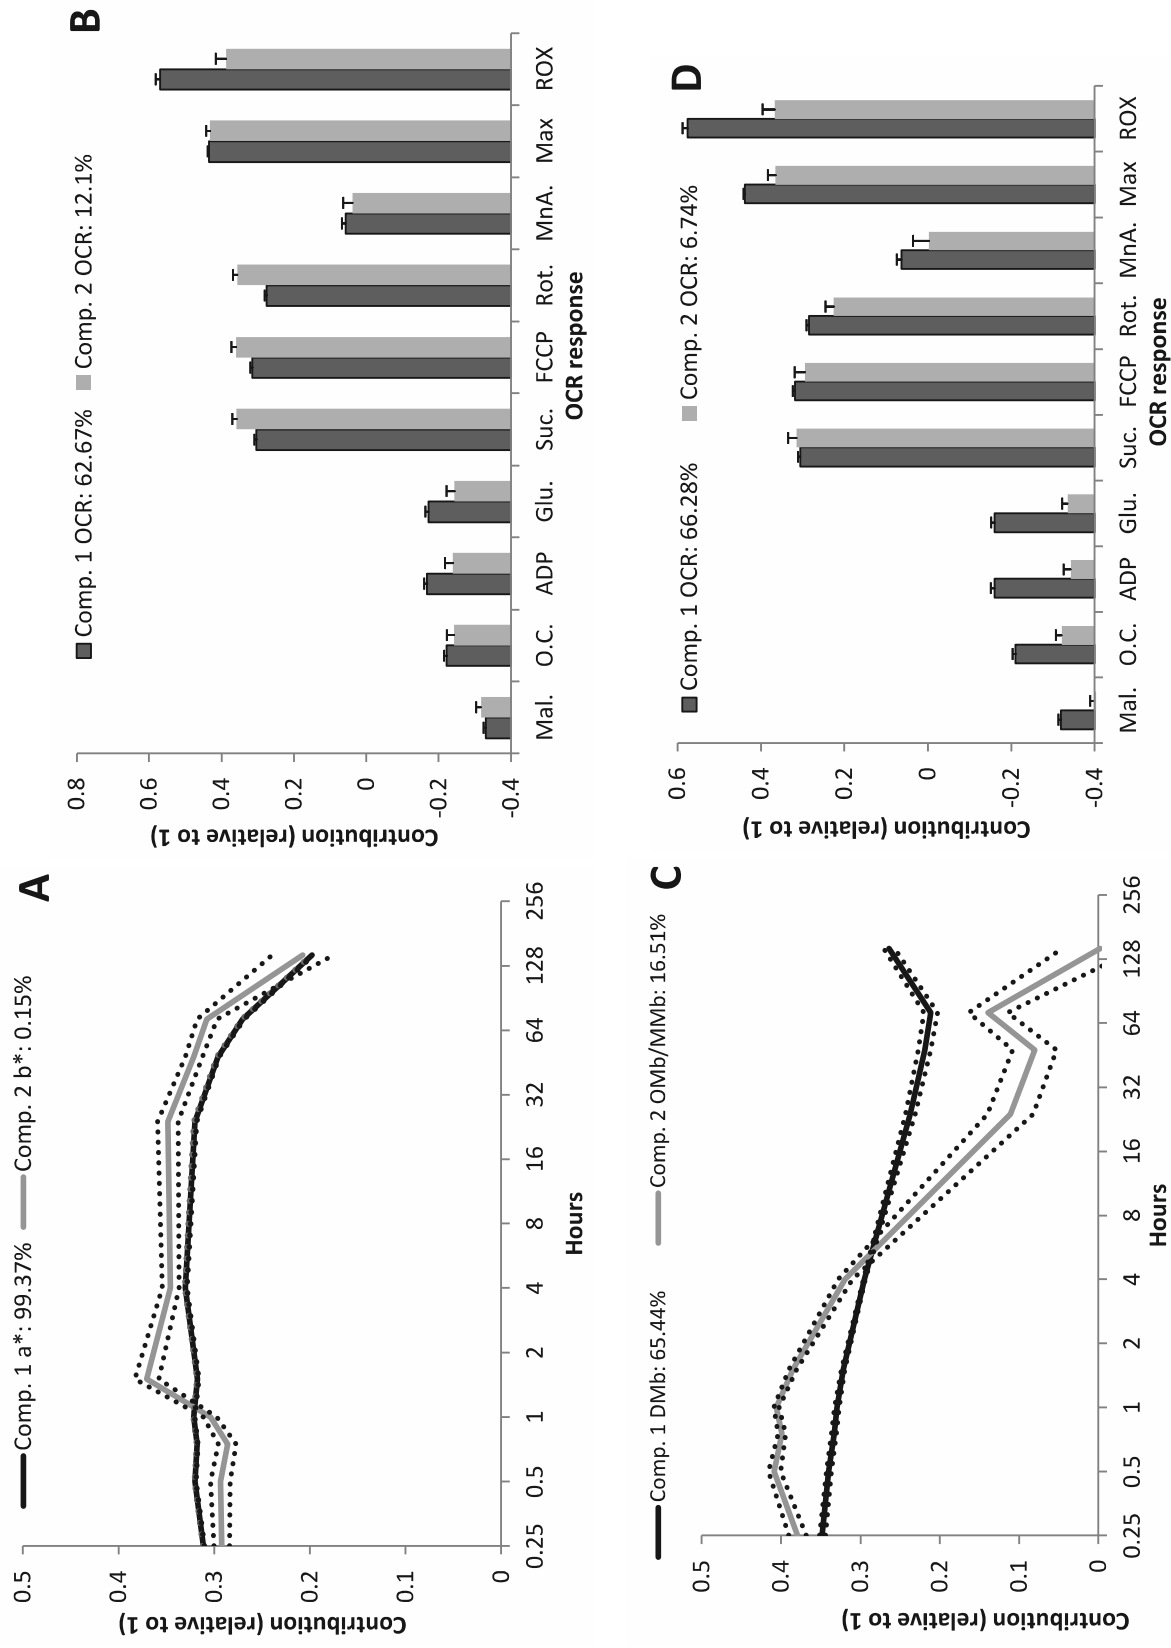 A
Comp. 1 a*: 99.37% Comp. 2 b*: 0.15%
Contribution (relative to 1)
0.5
0.4
0.3
0.2
0.1
0
0.25 0.5 1 2 4 8 16 32 64 128 256
Hours
B
Comp. 1 OCR: 62.67% Comp. 2 OCR: 12.1%
Contribution (relative to 1)
0.8
0.6
0.4
0.2
0
-0.2
-0.4
Mal. O.C. ADP Glu. Suc. FCCP Rot. MnA. Max ROX
OCR response
C
Comp. 1 DMb: 65.44% Comp. 2 OMb/MMb: 16.51%
Contribution (relative to 1)
0.5
0.4
0.3
0.2
0.1
0
0.25 0.5 1 2 4 8 16 32 64 128 256
Hours
D
Comp. 1 OCR: 66.28% Comp. 2 OCR: 6.74%
Contribution (relative to 1)
0.6
0.4
0.2
0
-0.2
-0.4
Mal. O.C. ADP Glu. Suc. FCCP Rot. MnA. Max ROX
OCR response